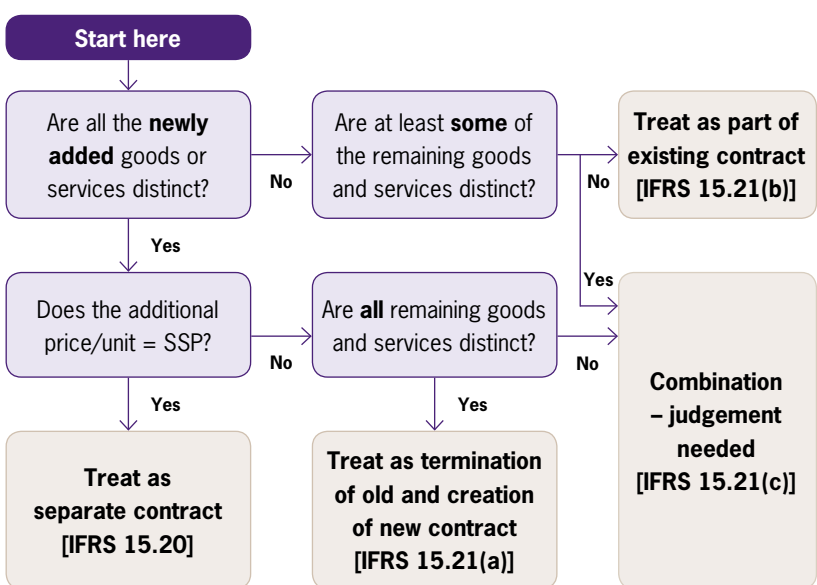 Start here
Are all the newly
added goods or
services distinct?
No
Are at least some of
the remaining goods
and services distinct?
No
Treat as part of
existing contract
[IFRS 15.21(b)]
Yes
Yes
Does the additional
price/unit = SSP?
No
Are all remaining goods
and services distinct?
No
Combination
– judgement
needed
[IFRS 15.21(c)]
Yes
Yes
Treat as
separate contract
[IFRS 15.20]
Treat as termination
of old and creation
of new contract
[IFRS 15.21(a)]